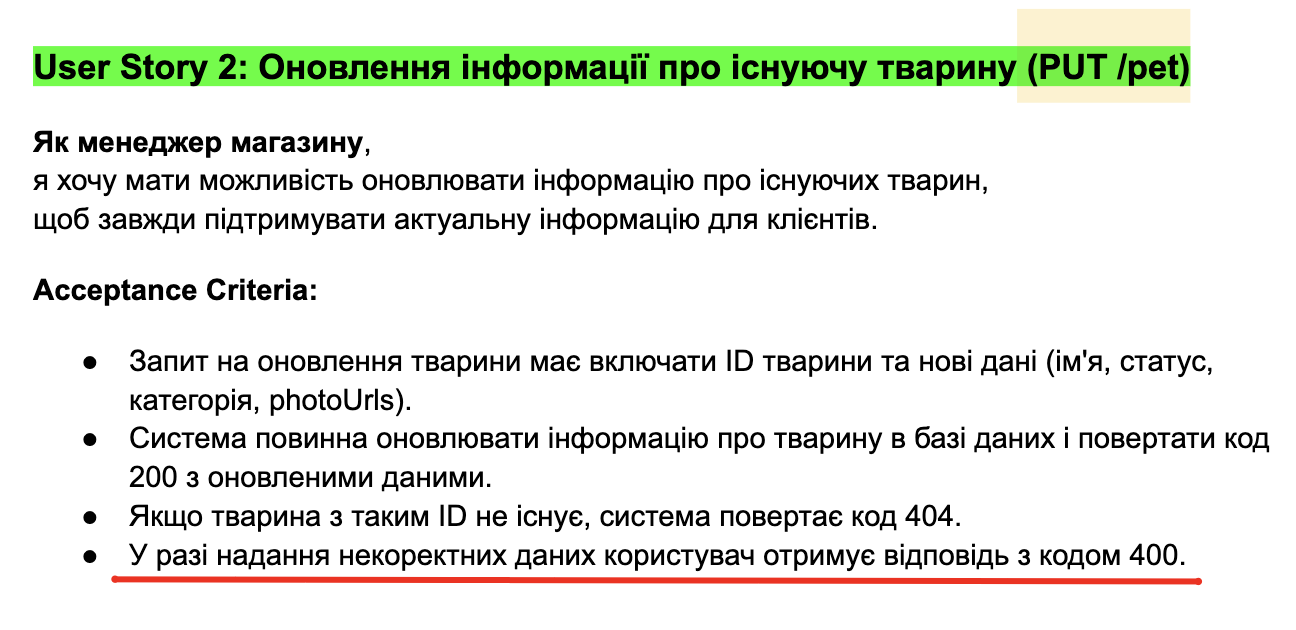 User Story 2: Оновлення інформації про існуючу тварину (PUT /pet)
Як менеджер магазину,
я хочу мати можливість оновлювати інформацію про існуючих тварин,
щоб завжди підтримувати актуальну інформацію для клієнтів.
Acceptance Criteria:
● Запит на оновлення тварини має включати ID тварини та нові дані (ім'я, статус,
категорія, photoUrls).
● Система повинна оновлювати інформацію про тварину в базі даних і повертати код
200 з оновленими даними.
● Якщо тварина з таким ID не існує, система повертає код 404.
● У разі надання некоректних даних користувач отримує відповідь з кодом 400.